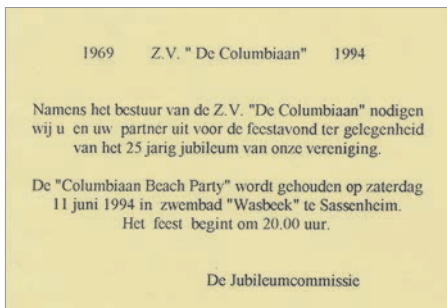 1969 Z.V. " De Columbiaan" 1994
Namens het bestuur van de Z.V. "De Columbiaan" nodigen
wij u en uw partner uit voor de feestavond ter gelegenheid
van het 25 jarig jubileum van onze vereniging.
De "Columbiaan Beach Party" wordt gehouden op zaterdag
11 juni 1994 in zwembad "Wasbeek" te Sassenheim.
Het feest begint om 20.00 uur.
De Jubileumcommissie